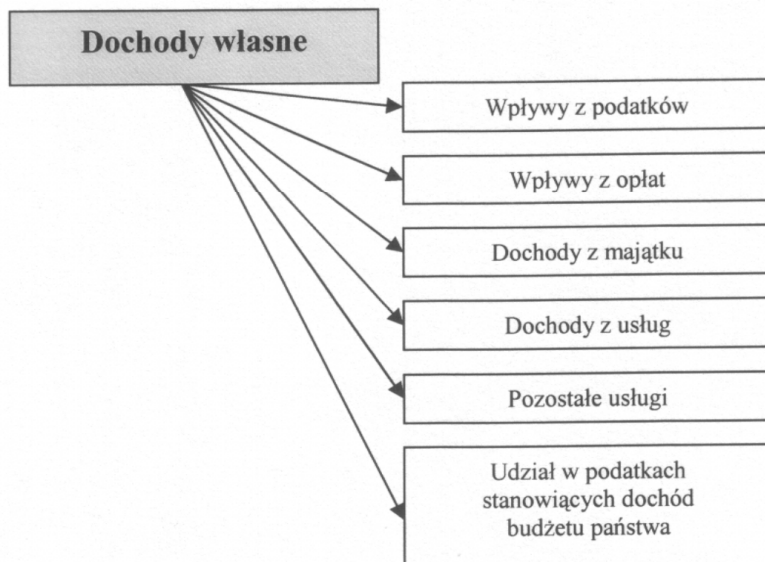 Dochody własne
Wpływy z podatków
Wpływy z opłat
Dochody z majątku
Dochody z usług
Pozostałe usługi
Udział w podatkach
stanowiących dochód
budżetu państwa